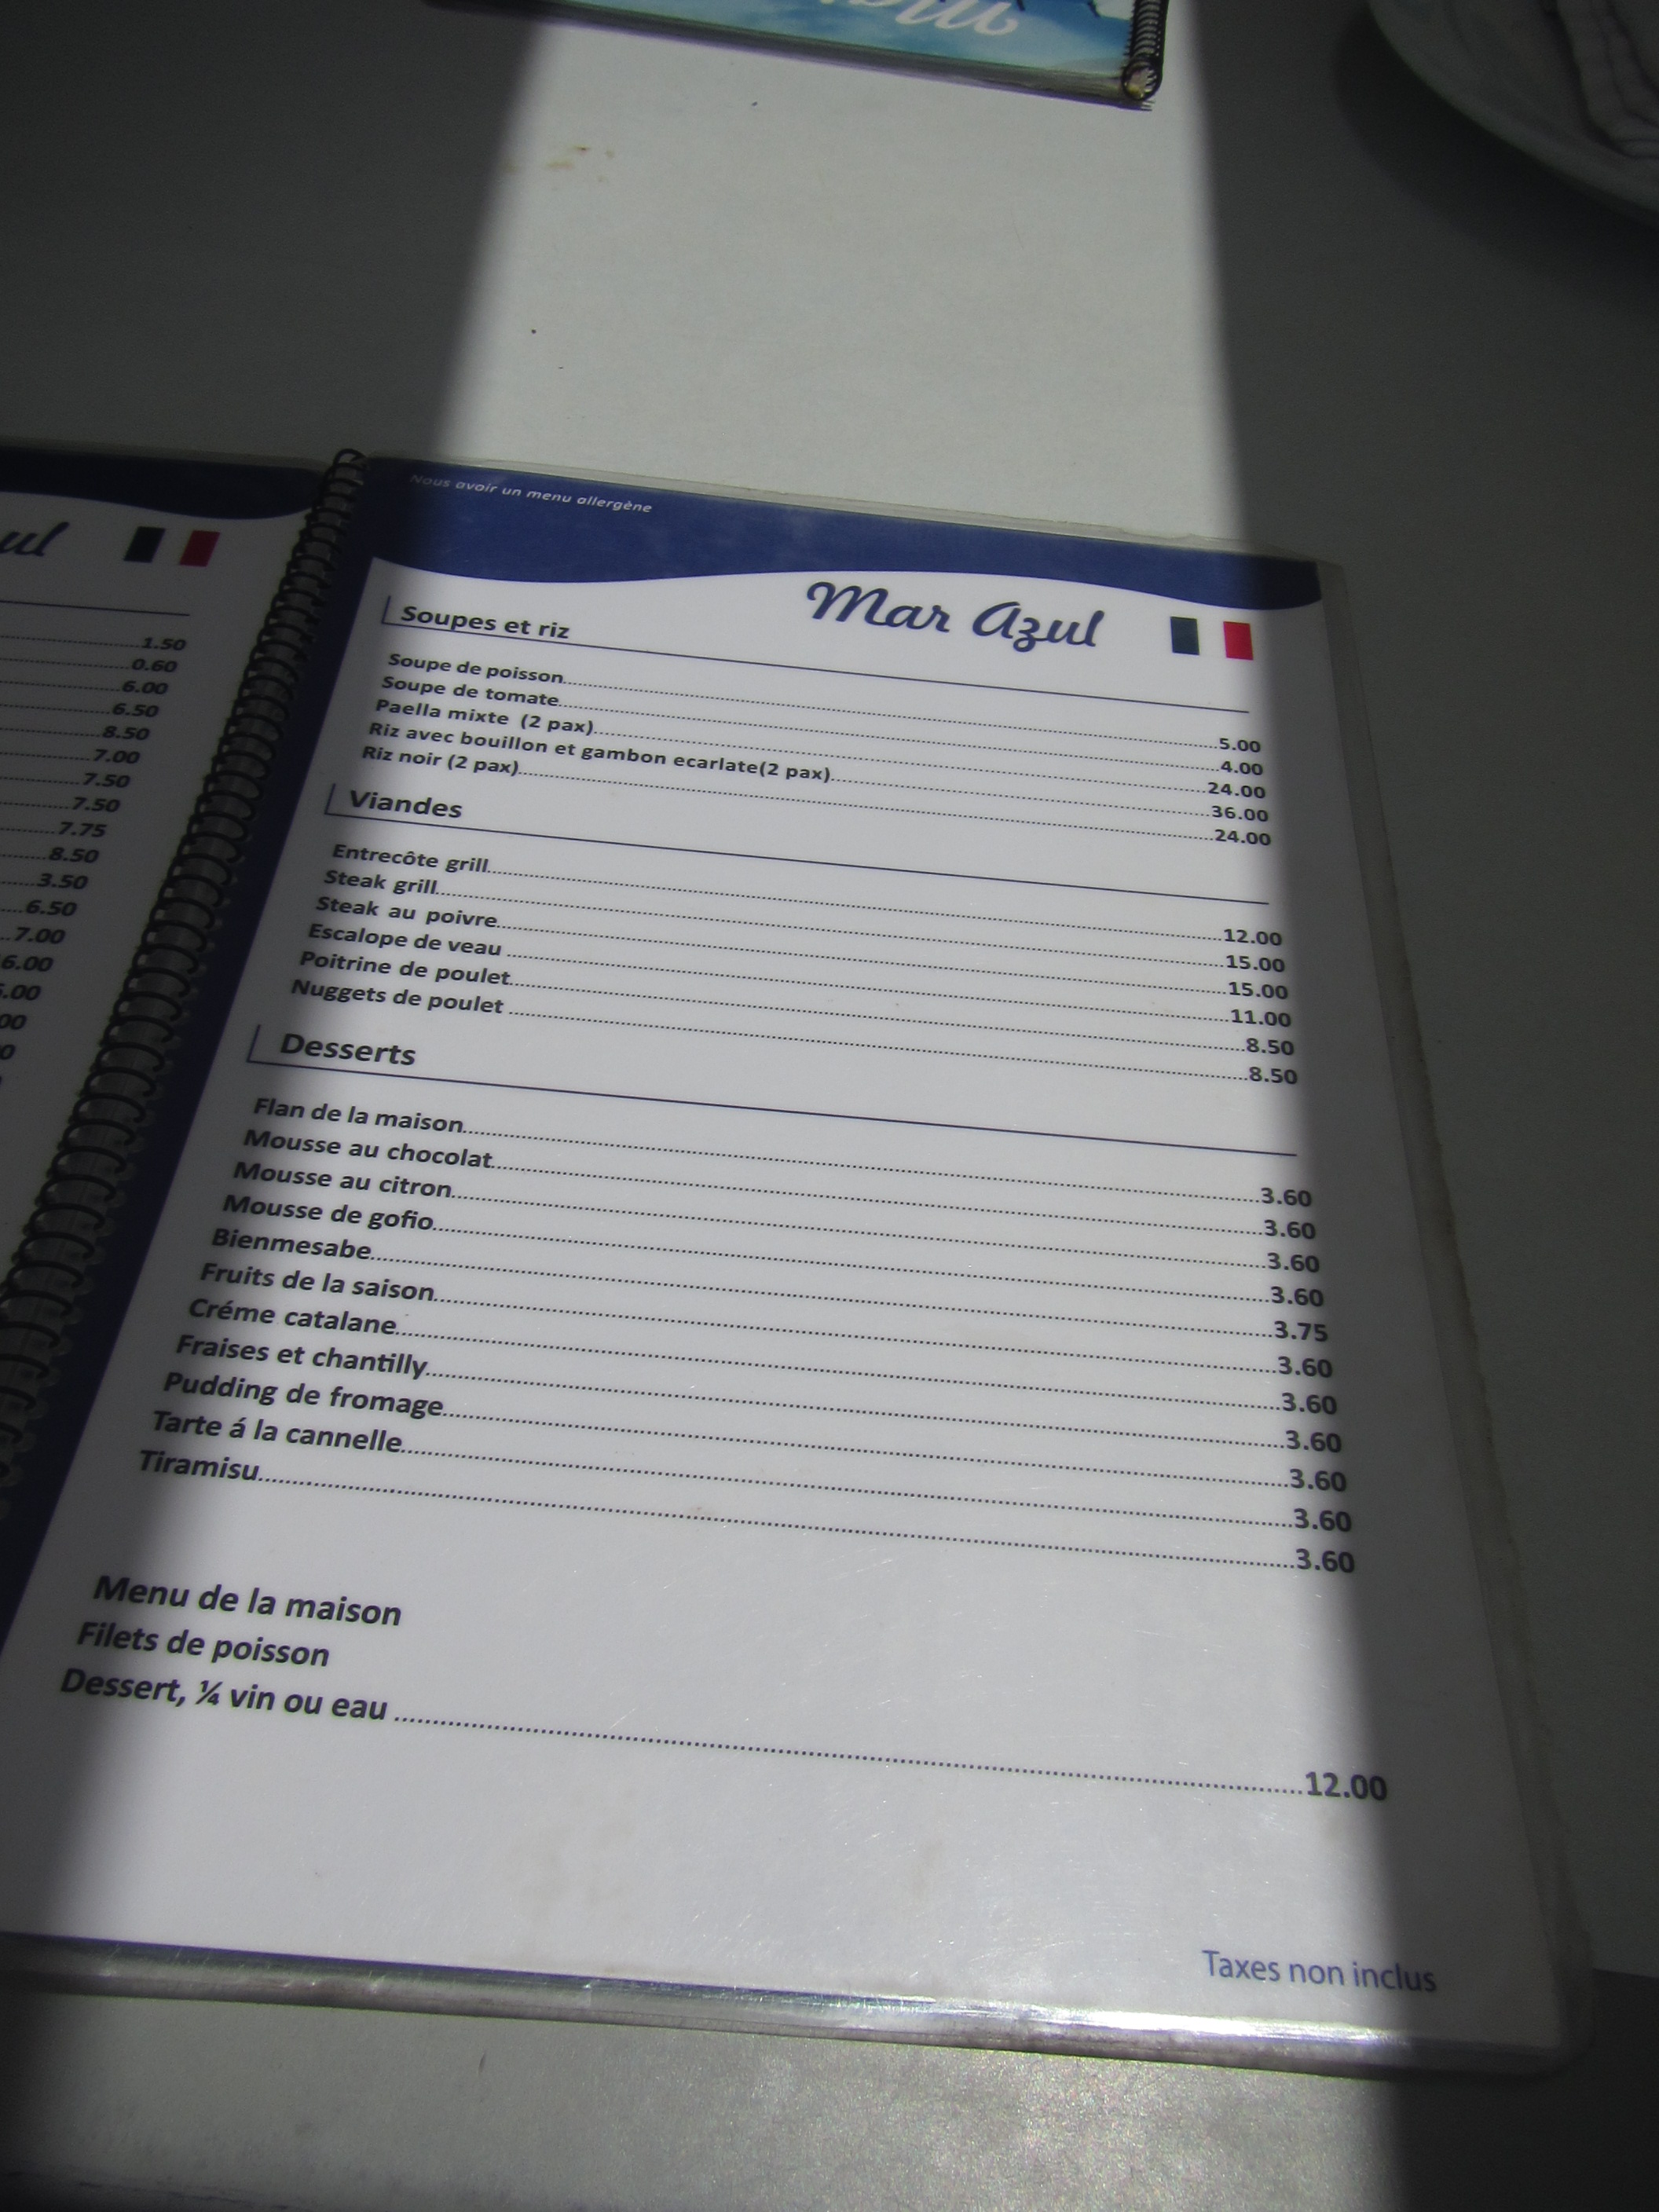 ul
1.50
0.60
6.00
6.50
8.50
7.00
7.50
7.50
7.75
8.50
3.50
6.50
7.00
6.00
.00
00
0
Nous avoir un menu allergène
Mar Azul
Soupes et riz
Soupe de poisson 5.00
Soupe de tomate 4.00
Paella mixte (2 pax) 24.00
Riz avec bouillon et gambon ecarlate(2 pax) 36.00
Riz noir (2 pax) 24.00
Viandes
Entrecôte grill 12.00
Steak grill 15.00
Steak au poivre 15.00
Escalope de veau 11.00
Poitrine de poulet 8.50
Nuggets de poulet 8.50
Desserts
Flan de la maison 3.60
Mousse au chocolat 3.60
Mousse au citron 3.60
Mousse de gofio 3.60
Bienmesabe 3.75
Fruits de la saison 3.60
Créme catalane 3.60
Fraises et chantilly 3.60
Pudding de fromage 3.60
Tarte á la cannelle 3.60
Tiramisu 3.60
Menu de la maison
Filets de poisson
Dessert, ¼ vin ou eau 12.00
Taxes non inclus